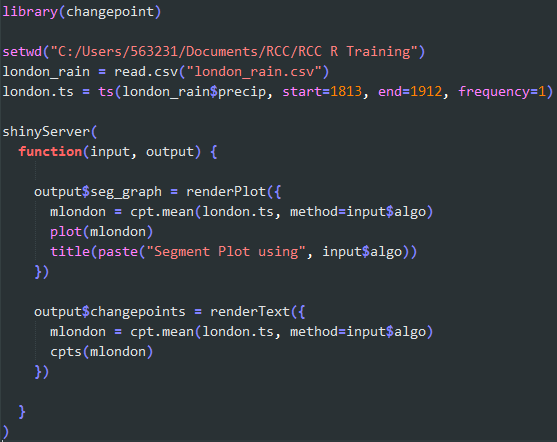 library(changepoint)
setwd("C:/Users/563231/Documents/RCC/RCC R Training")
london_rain = read.csv("london_rain.csv")
london.ts = ts(london_rain$precip, start=1813, end=1912, frequency=1)
shinyServer(
  function(input, output) {
    output$seg_graph = renderPlot({
      mlondon = cpt.mean(london.ts, method=input$algo)
      plot(mlondon)
      title(paste("Segment Plot using", input$algo))
    })
    output$changepoints = renderText({
      mlondon = cpt.mean(london.ts, method=input$algo)
      cpts(mlondon)
    })
  }
)